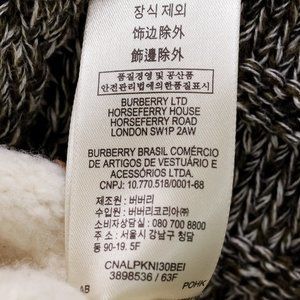 장식 제외
饰边除外
飾邊除外
품질경영 및 공산품
안전관리법에의한품질표시
BURBERRY LTD
HORSEFERRY HOUSE
HORSEFERRY ROAD
LONDON SW1P 2AW
BURBERRY BRASIL COMÉRCIO
DE ARTIGOS DE VESTUÁRIO E
ACESSÓRIOS LTDA.
CNPJ: 10.770.518/0001-68
제조원 : 버버리
수입원 : 버버리코리아㈜
소비자상담실 : 080 700 8800
주소 : 서울시 강남구 청담
동 90-19. 5F
CNALPKNI30BEI
3898536 / 63F
AB POHK